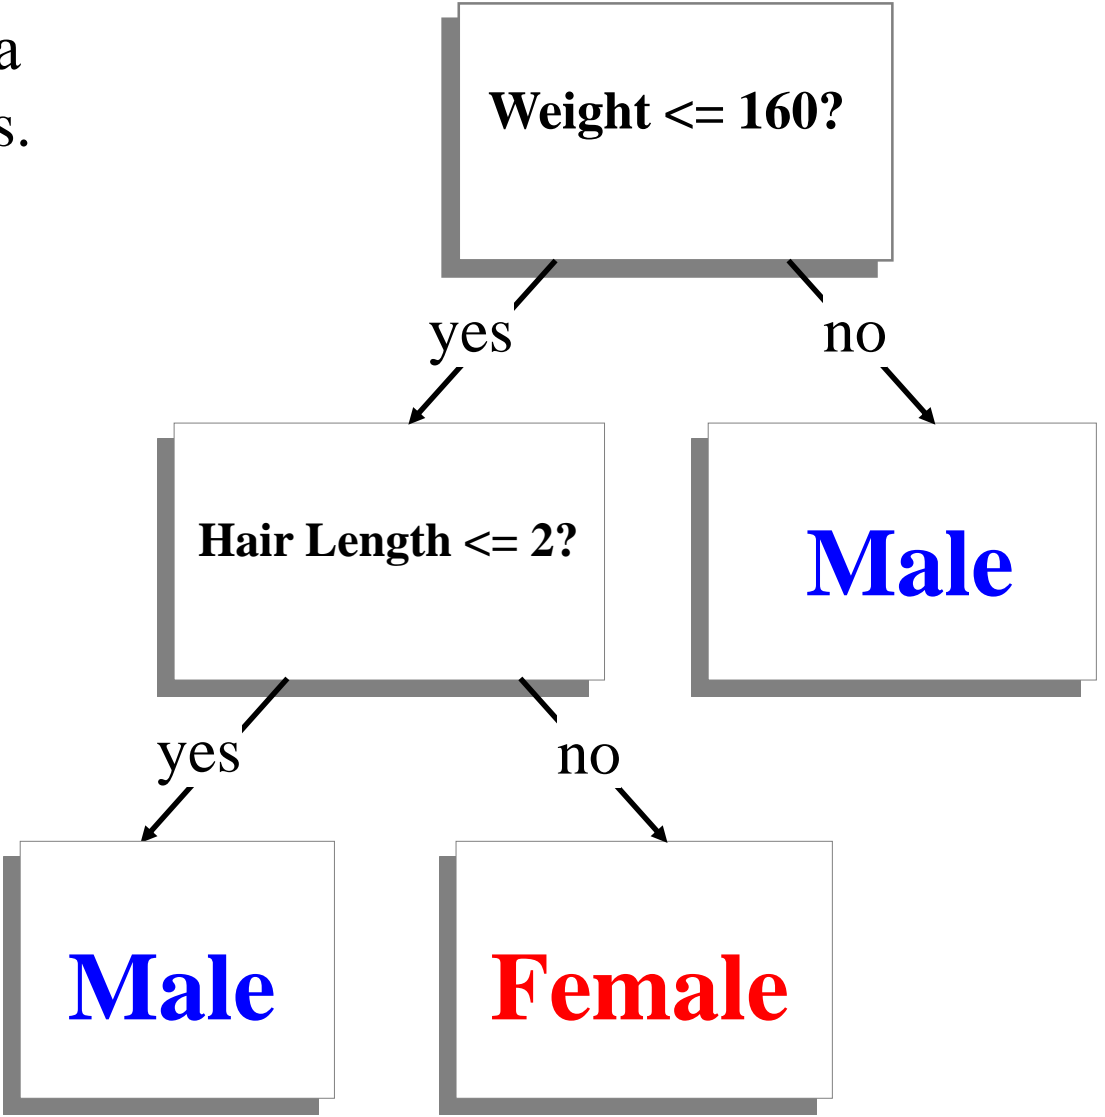 a
s.
Weight <= 160?
yes
no
Hair Length <= 2?
Male
yes
no
Male
Female